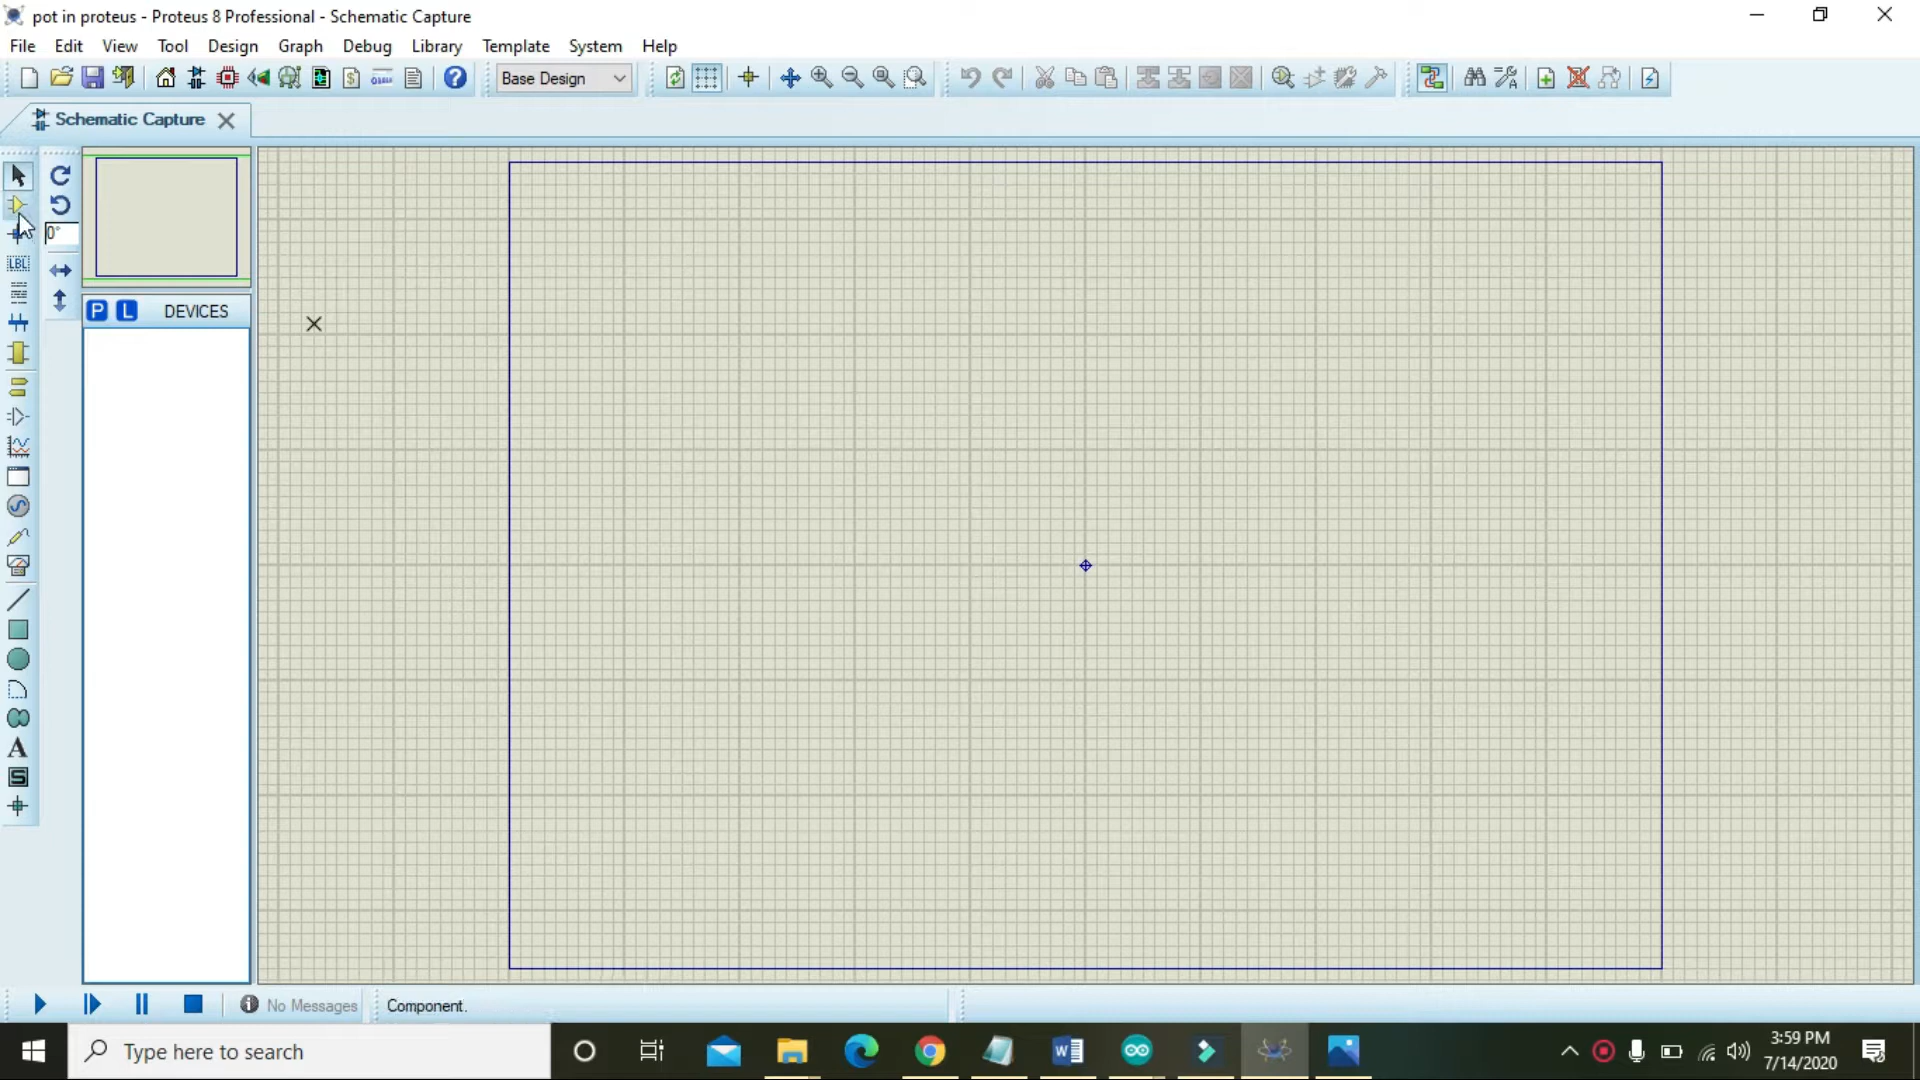 pot in proteus - Proteus 8 Professional - Schematic Capture
File Edit View Tool Design Graph Debug Library Template System Help
Base Design
Schematic Capture
0°
LBL
P L DEVICES
A
S
No Messages Component.
Type here to search
3:59 PM
7/14/2020